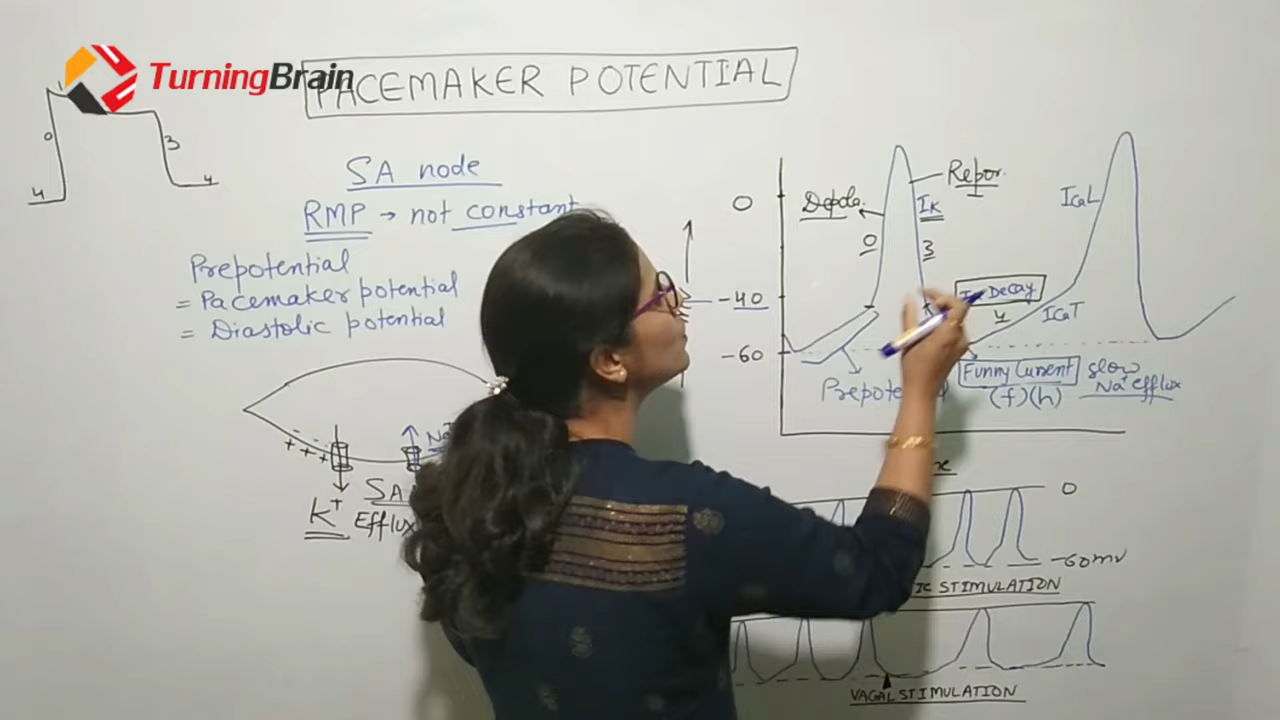 TurningBrain
PACEMAKER POTENTIAL
0
3
4
4
SA node
RMP → not constant
Prepotential
= Pacemaker potential
= Diastolic potential
K+
Efflux
SA
Na
0
-40
-60
Depola.
Repor.
0
IK
3
ICaL
Decay
4
ICaT
Funny Current
(f)(h)
slow
Na+ efflux
0
-60mv
STIMULATION
VAGAL STIMULATION